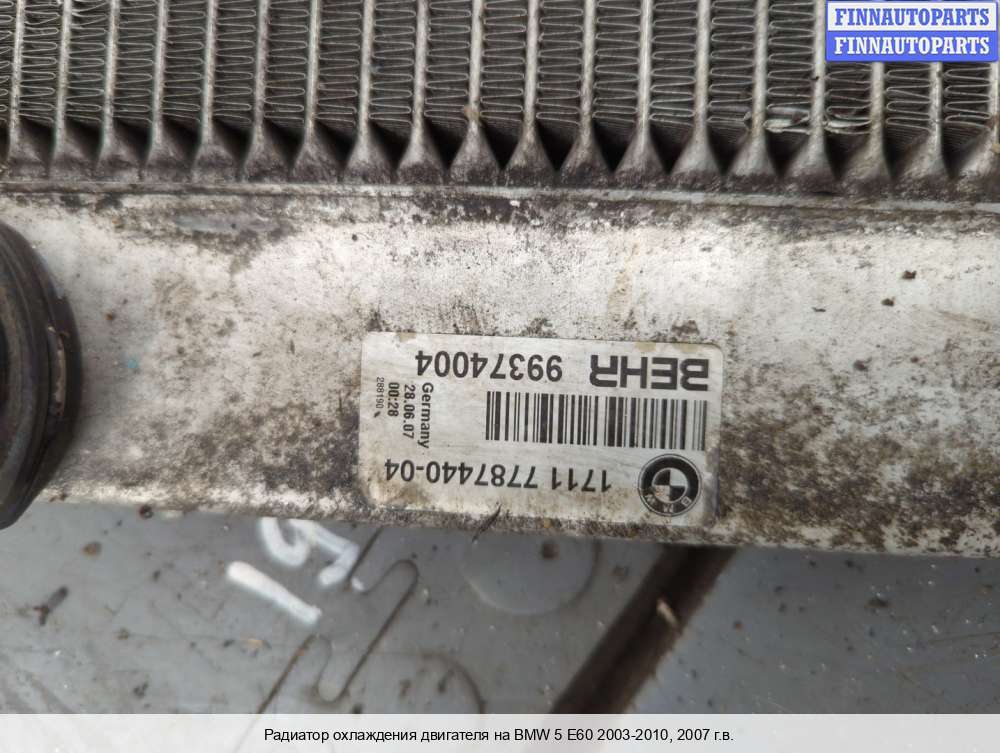 FINNAUTOPARTS
FINNAUTOPARTS
BEHR 99374004
Germany
28.06.07
00:28
288190
1711 7787440-04
Радиатор охлаждения двигателя на BMW 5 E60 2003-2010, 2007 г.в.